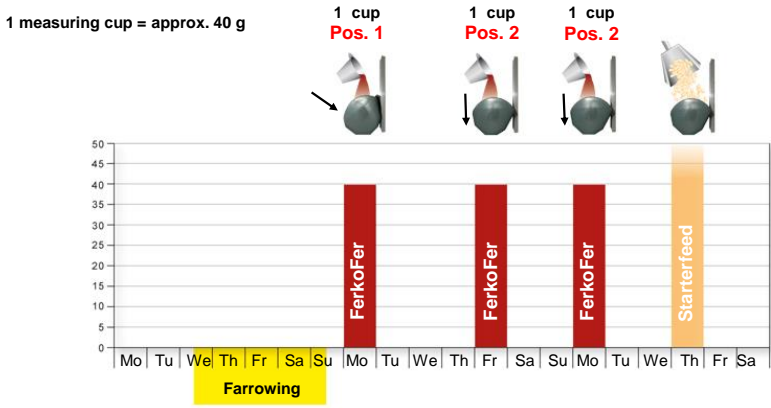 1 measuring cup = approx. 40 g
1 cup
Pos. 1
1 cup
Pos. 2
1 cup
Pos. 2
50
45
40
35
30
25
20
15
10
5
0
FerkoFer
FerkoFer
FerkoFer
Starterfeed
Mo Tu We Th Fr Sa Su Mo Tu We Th Fr Sa Su Mo Tu We Th Fr Sa
Farrowing